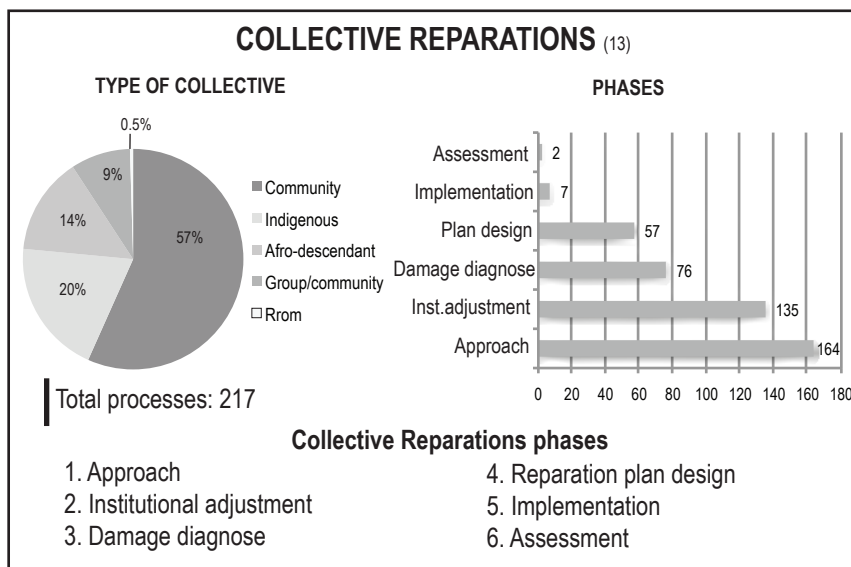 COLLECTIVE REPARATIONS (13)
TYPE OF COLLECTIVE
0.5%
9%
14%
20%
57%
Community
Indigenous
Afro-descendant
Group/community
Rrom
Total processes: 217
PHASES
Assessment 2
Implementation 7
Plan design 57
Damage diagnose 76
Inst.adjustment 135
Approach 164
0 20 40 60 80 100 120 140 160 180
Collective Reparations phases
1. Approach
2. Institutional adjustment
3. Damage diagnose
4. Reparation plan design
5. Implementation
6. Assessment